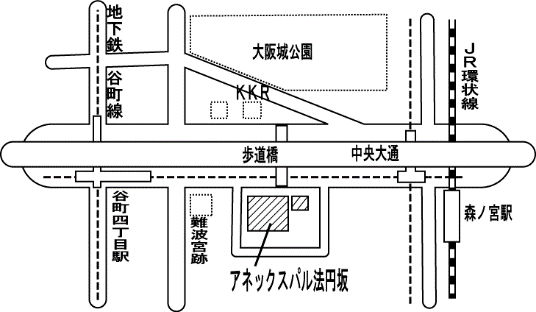 地下鉄谷町線
大阪城公園
JR環状線
KKR
歩道橋
中央大通
谷町四丁目駅
難波宮跡
森ノ宮駅
アネックスパル法円坂